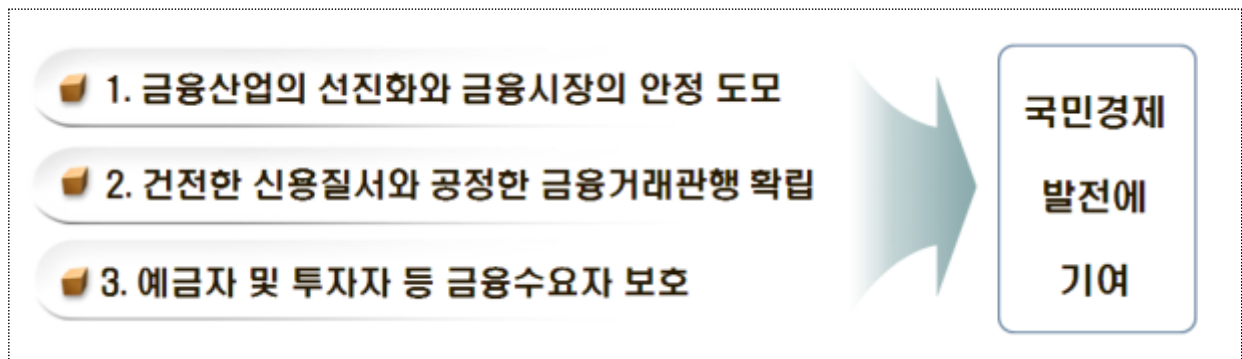 1. 금융산업의 선진화와 금융시장의 안정 도모
2. 건전한 신용질서와 공정한 금융거래관행 확립
3. 예금자 및 투자자 등 금융수요자 보호
국민경제
발전에
기여